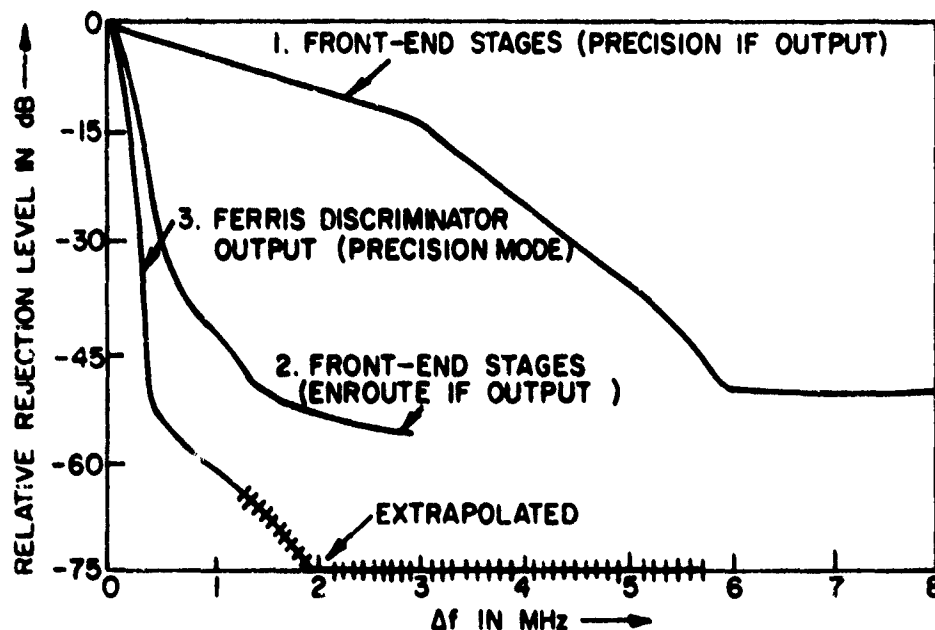 RELATIVE REJECTION LEVEL IN dB
0
-15
-30
-45
-60
-75
1. FRONT-END STAGES (PRECISION IF OUTPUT)
3. FERRIS DISCRIMINATOR
OUTPUT (PRECISION MODE)
2. FRONT-END STAGES
(ENROUTE IF OUTPUT )
EXTRAPOLATED
0 1 2 3 4 5 6 7 8
Δf IN MHz